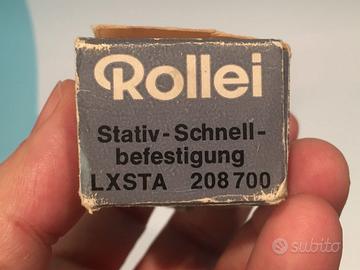 Rollei
Stativ-Schnell-
befestigung
LXSTA 208700
subito